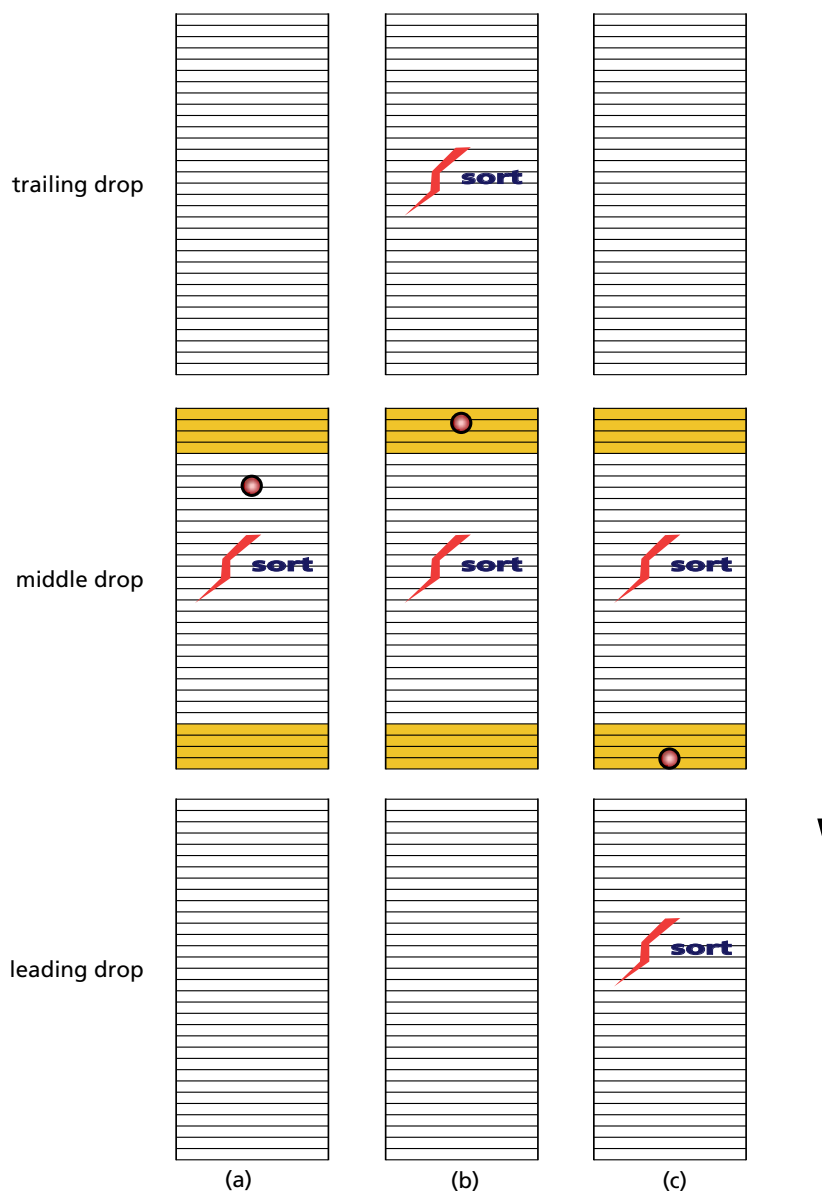 trailing drop
sort
sort
sort
sort
middle drop
leading drop
sort
(a)
(b)
(c)